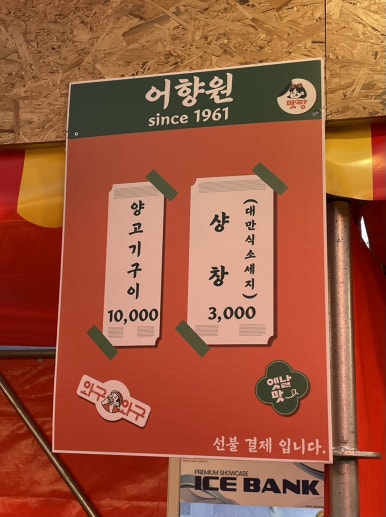 어향원
since 1961
맛짱
양고기구이
10,000
샹창
(대만식소세지)
3,000
와구
와구
옛날
맛
선불 결제 입니다.
PREMIUM SHOWCASE
ICE BANK